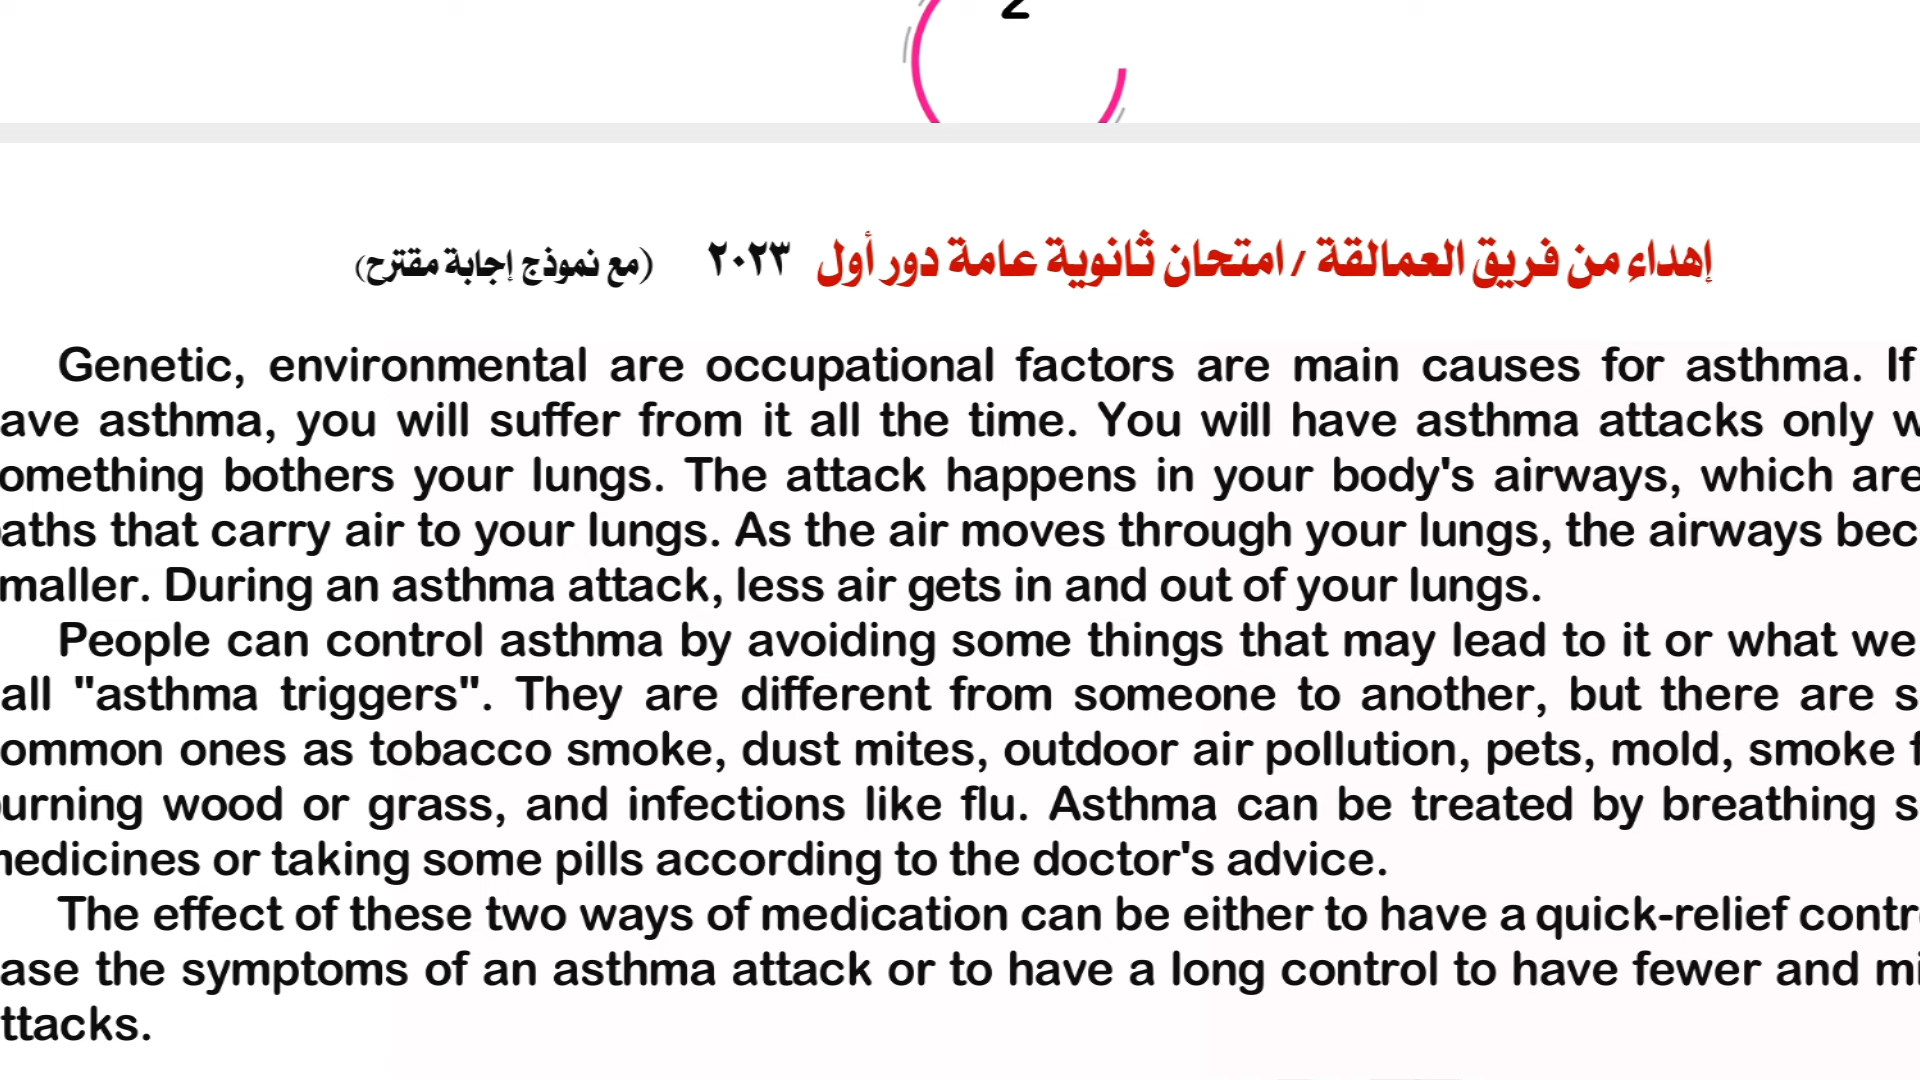 2
إهداء من فريق العمالقة / امتحان ثانوية عامة دور أول ٢٠٢٣ (مع نموذج إجابة مقترح)
Genetic, environmental are occupational factors are main causes for asthma. If
ave asthma, you will suffer from it all the time. You will have asthma attacks only w
omething bothers your lungs. The attack happens in your body's airways, which are
aths that carry air to your lungs. As the air moves through your lungs, the airways bec
maller. During an asthma attack, less air gets in and out of your lungs.
People can control asthma by avoiding some things that may lead to it or what we
all "asthma triggers". They are different from someone to another, but there are s
ommon ones as tobacco smoke, dust mites, outdoor air pollution, pets, mold, smoke f
urning wood or grass, and infections like flu. Asthma can be treated by breathing s
edicines or taking some pills according to the doctor's advice.
The effect of these two ways of medication can be either to have a quick-relief contr
ase the symptoms of an asthma attack or to have a long control to have fewer and mi
ttacks.